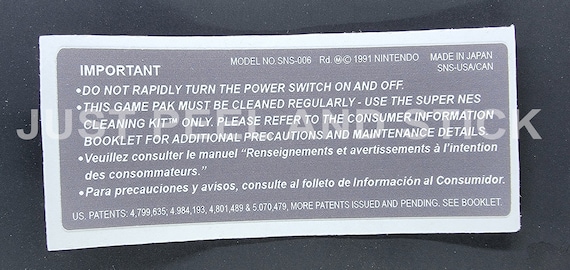 MODEL NO.SNS-006 Rd. Ⓜ© 1991 NINTENDO MADE IN JAPAN
IMPORTANT SNS-USA/CAN
•DO NOT RAPIDLY TURN THE POWER SWITCH ON AND OFF.
•THIS GAME PAK MUST BE CLEANED REGULARLY - USE THE SUPER NES
CLEANING KIT™ ONLY. PLEASE REFER TO THE CONSUMER INFORMATION
BOOKLET FOR ADDITIONAL PRECAUTIONS AND MAINTENANCE DETAILS.
•Veuillez consulter le manuel “Renseignements et avertissements à l'intention
des consommateurs.”
•Para precauciones y avisos, consulte al folleto de Información al Consumidor.
US. PATENTS: 4,799,635; 4.984,193, 4,801,489 & 5.070,479, MORE PATENTS ISSUED AND PENDING. SEE BOOKLET.
JUST PEEL AND STICK